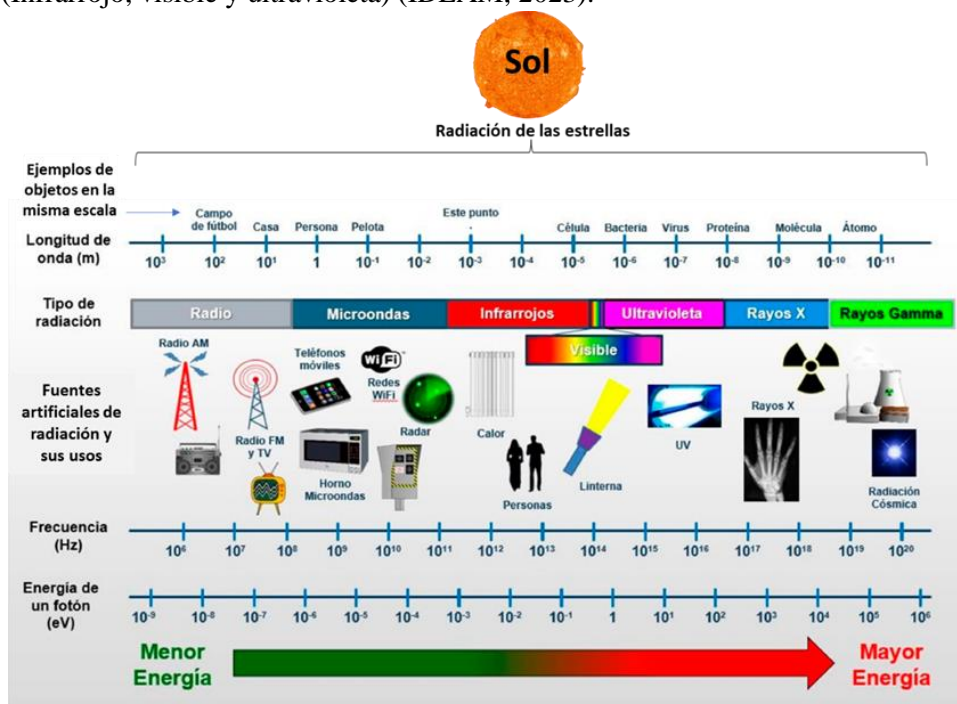 (Infrarrojo, visible y ultravioleta) (IDEAM, 2023).
Sol
Radiación de las estrellas
Ejemplos de
objetos en la
misma escala
Campo
de fútbol
Casa
Persona
Pelota
Este punto
.
Célula
Bacteria
Virus
Proteína
Molécula
Átomo
Longitud de
onda (m)
10³ 10² 10¹ 1 10⁻¹ 10⁻² 10⁻³ 10⁻⁴ 10⁻⁵ 10⁻⁶ 10⁻⁷ 10⁻⁸ 10⁻⁹ 10⁻¹⁰ 10⁻¹¹
Tipo de
radiación
Radio
Microondas
Infrarrojos
Ultravioleta
Rayos X
Rayos Gamma
Visible
Fuentes
artificiales de
radiación y
sus usos
Radio AM
Radio FM
y TV
Teléfonos
móviles
Horno
Microondas
WiFi
Redes
WiFi
Radar
Calor
Personas
Linterna
UV
Rayos X
Radiación
Cósmica
Frecuencia
(Hz)
10⁶ 10⁷ 10⁸ 10⁹ 10¹⁰ 10¹¹ 10¹² 10¹³ 10¹⁴ 10¹⁵ 10¹⁶ 10¹⁷ 10¹⁸ 10¹⁹ 10²⁰
Energía de
un fotón
(eV)
10⁻⁹ 10⁻⁸ 10⁻⁷ 10⁻⁶ 10⁻⁵ 10⁻⁴ 10⁻³ 10⁻² 10⁻¹ 1 10¹ 10² 10³ 10⁴ 10⁵ 10⁶
Menor
Energía
Mayor
Energía